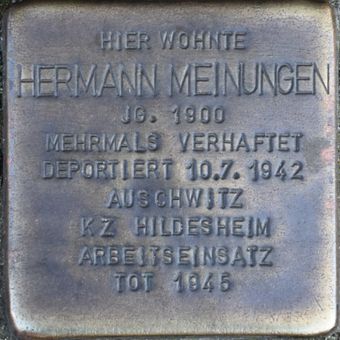 HIER WOHNTE
HERMANN MEINUNGEN
JG. 1900
MEHRMALS VERHAFTET
DEPORTIERT 10.7. 1942
AUSCHWITZ
KZ HILDESHEIM
ARBEITSEINSATZ
TOT 1945